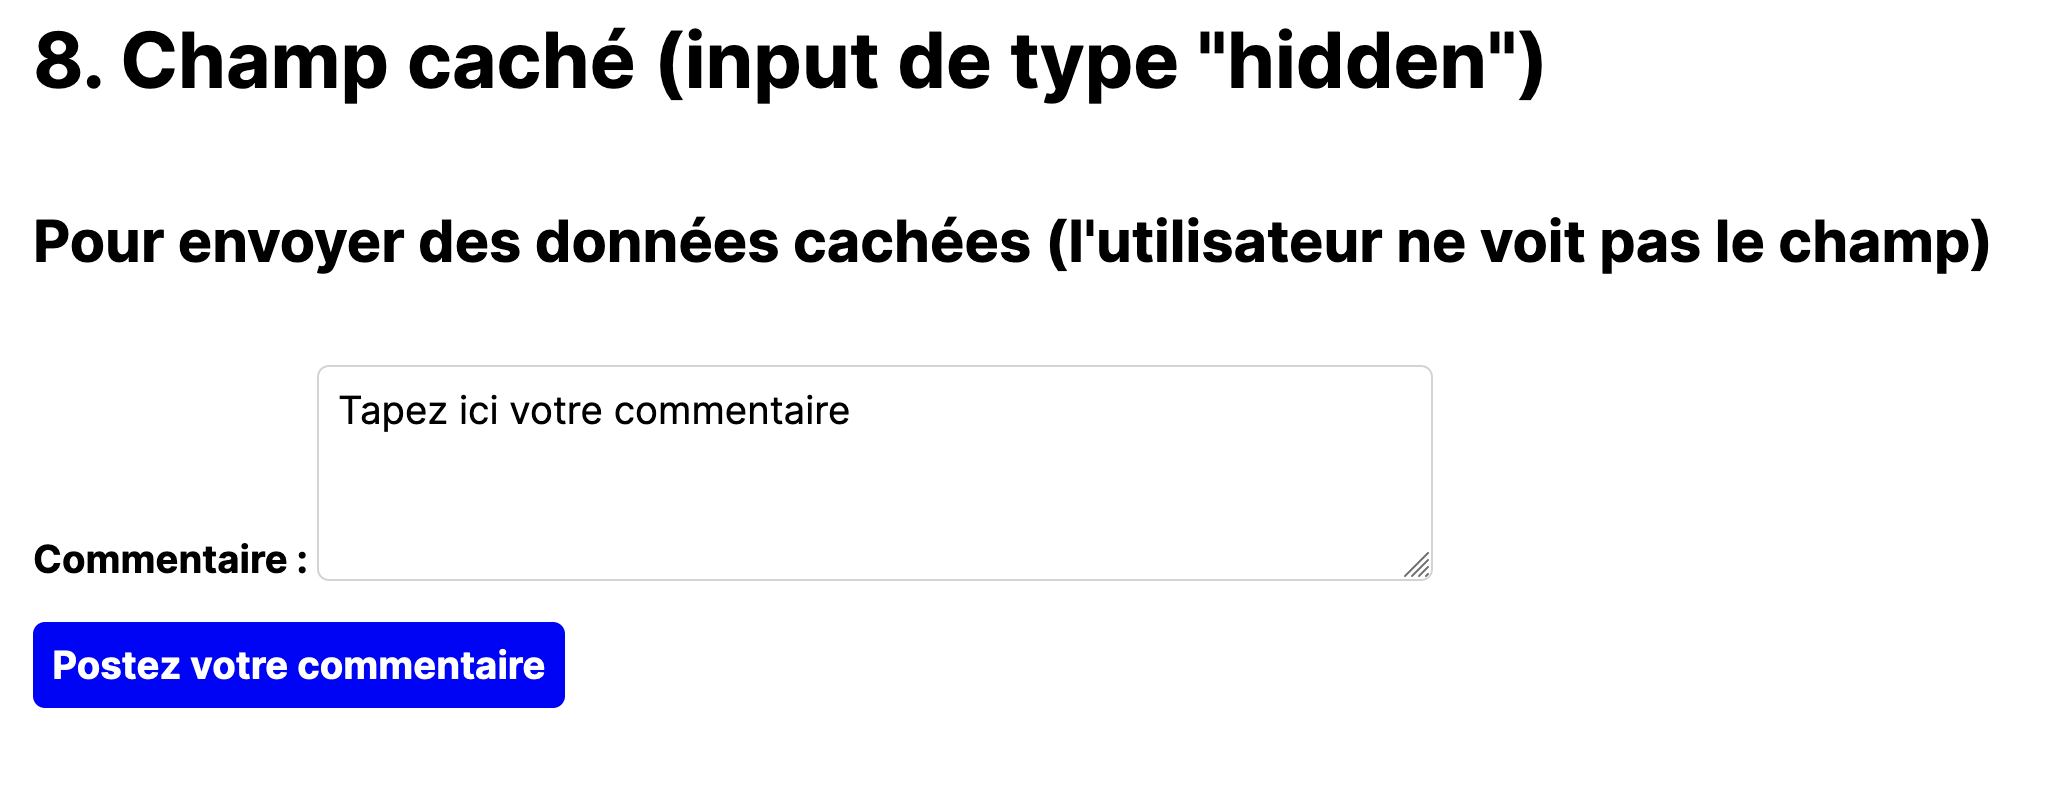 8. Champ caché (input de type "hidden")
Pour envoyer des données cachées (l'utilisateur ne voit pas le champ)
Tapez ici votre commentaire
Commentaire :
Postez votre commentaire